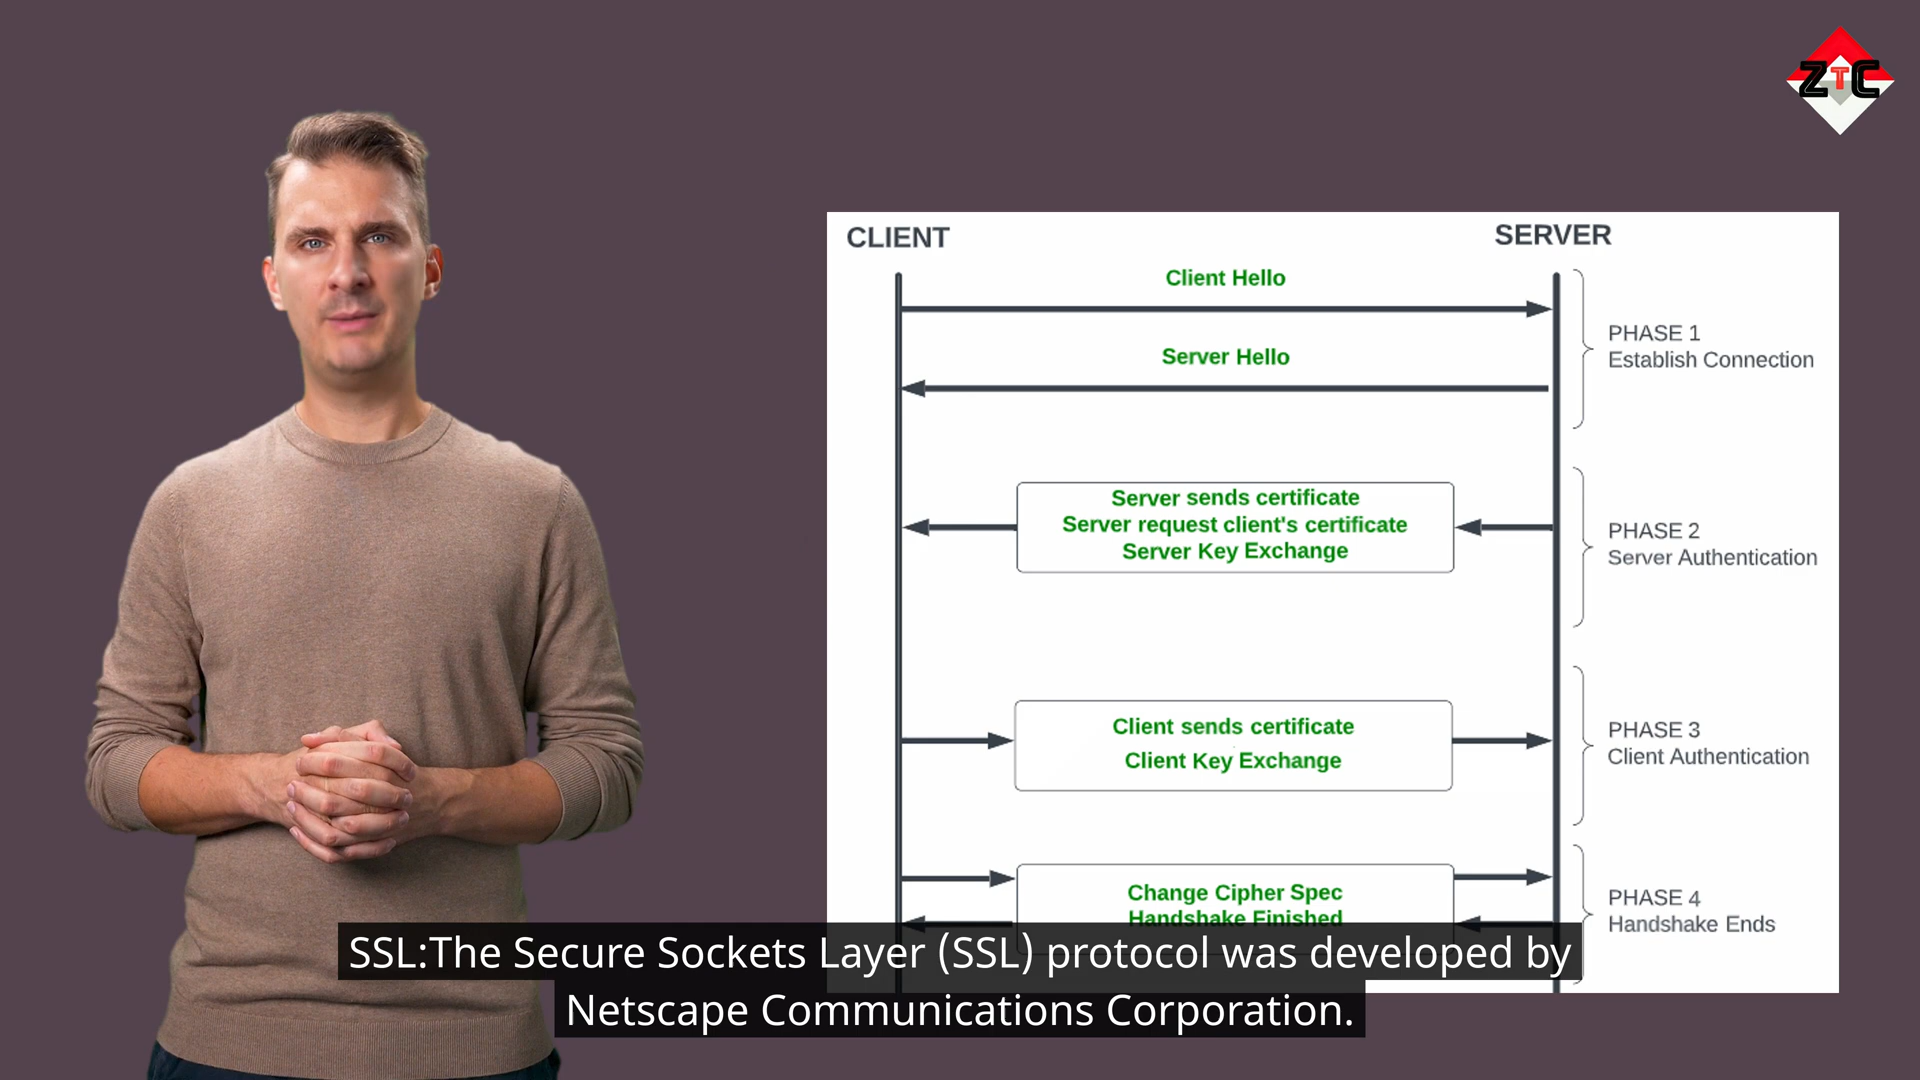 ZTC
CLIENT
SERVER
Client Hello
Server Hello
PHASE 1
Establish Connection
Server sends certificate
Server request client's certificate
Server Key Exchange
PHASE 2
Server Authentication
Client sends certificate
Client Key Exchange
PHASE 3
Client Authentication
Change Cipher Spec
Handshake Finished
PHASE 4
Handshake Ends
SSL:The Secure Sockets Layer (SSL) protocol was developed by
Netscape Communications Corporation.